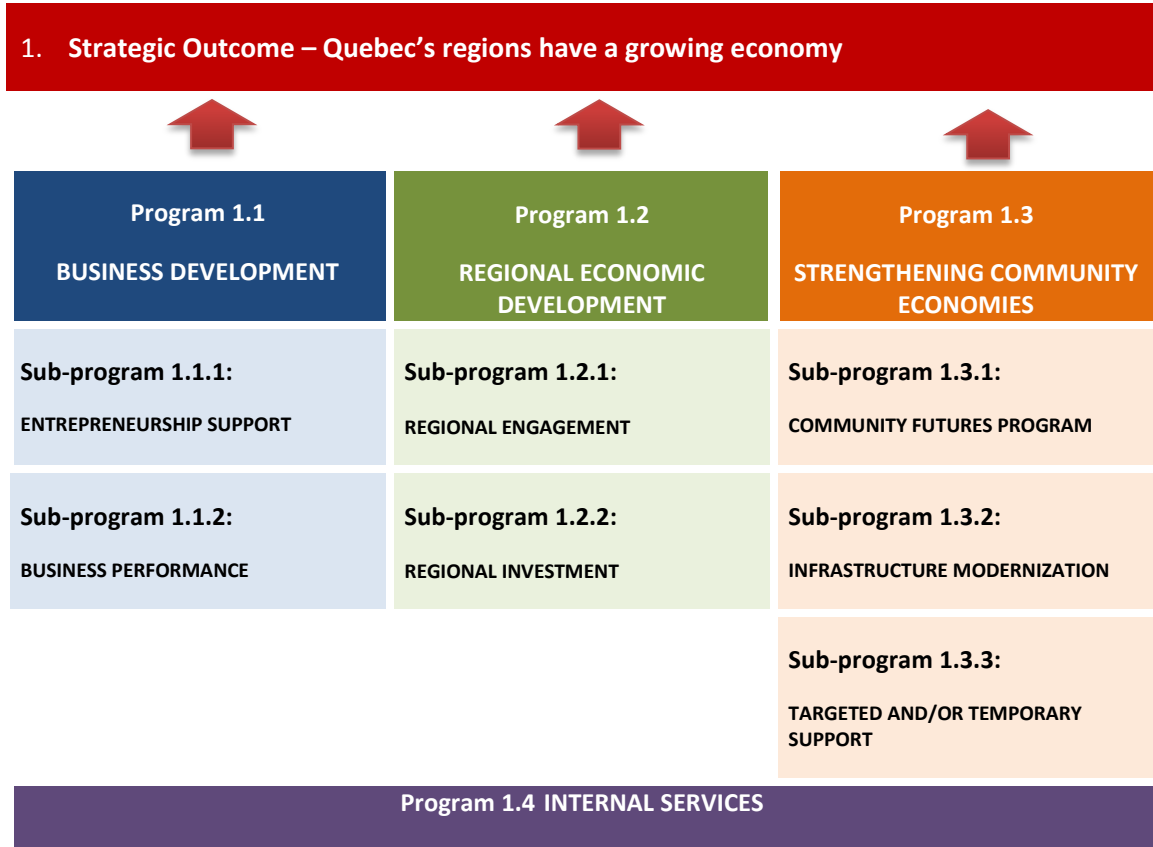 1. Strategic Outcome – Quebec's regions have a growing economy
Program 1.1
BUSINESS DEVELOPMENT
Program 1.2
REGIONAL ECONOMIC
DEVELOPMENT
Program 1.3
STRENGTHENING COMMUNITY
ECONOMIES
Sub-program 1.1.1:
ENTREPRENEURSHIP SUPPORT
Sub-program 1.2.1:
REGIONAL ENGAGEMENT
Sub-program 1.3.1:
COMMUNITY FUTURES PROGRAM
Sub-program 1.1.2:
BUSINESS PERFORMANCE
Sub-program 1.2.2:
REGIONAL INVESTMENT
Sub-program 1.3.2:
INFRASTRUCTURE MODERNIZATION
Sub-program 1.3.3:
TARGETED AND/OR TEMPORARY
SUPPORT
Program 1.4 INTERNAL SERVICES